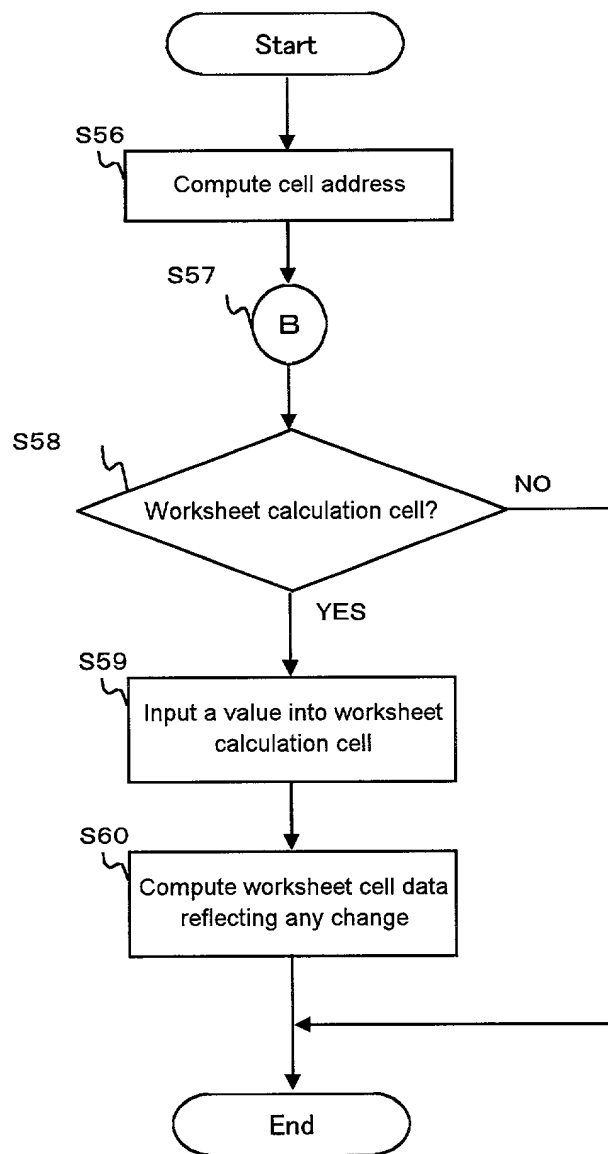 Start
S56
Compute cell address
S57
B
S58
Worksheet calculation cell?
NO
YES
S59
Input a value into worksheet
calculation cell
S60
Compute worksheet cell data
reflecting any change
End